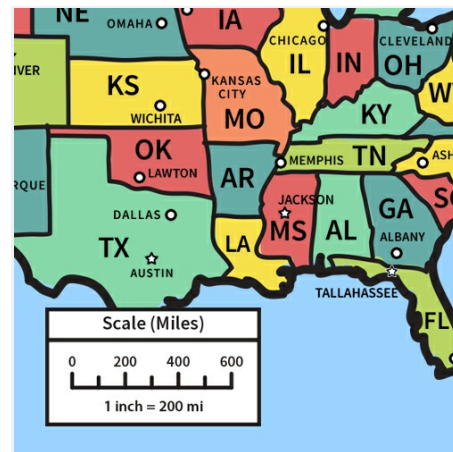 NE
OMAHA
IA
CHICAGO
CLEVELAND
IVER
KS
KANSAS
CITY
IL
IN
OH
WICHITA
MO
KY
W
OK
LAWTON
MEMPHIS
TN
ASH
RQUE
AR
JACKSON
DALLAS
MS
AL
GA
SC
TX
LA
ALBANY
AUSTIN
TALLAHASSEE
FL
Scale (Miles)
0 200 400 600
1 inch = 200 mi